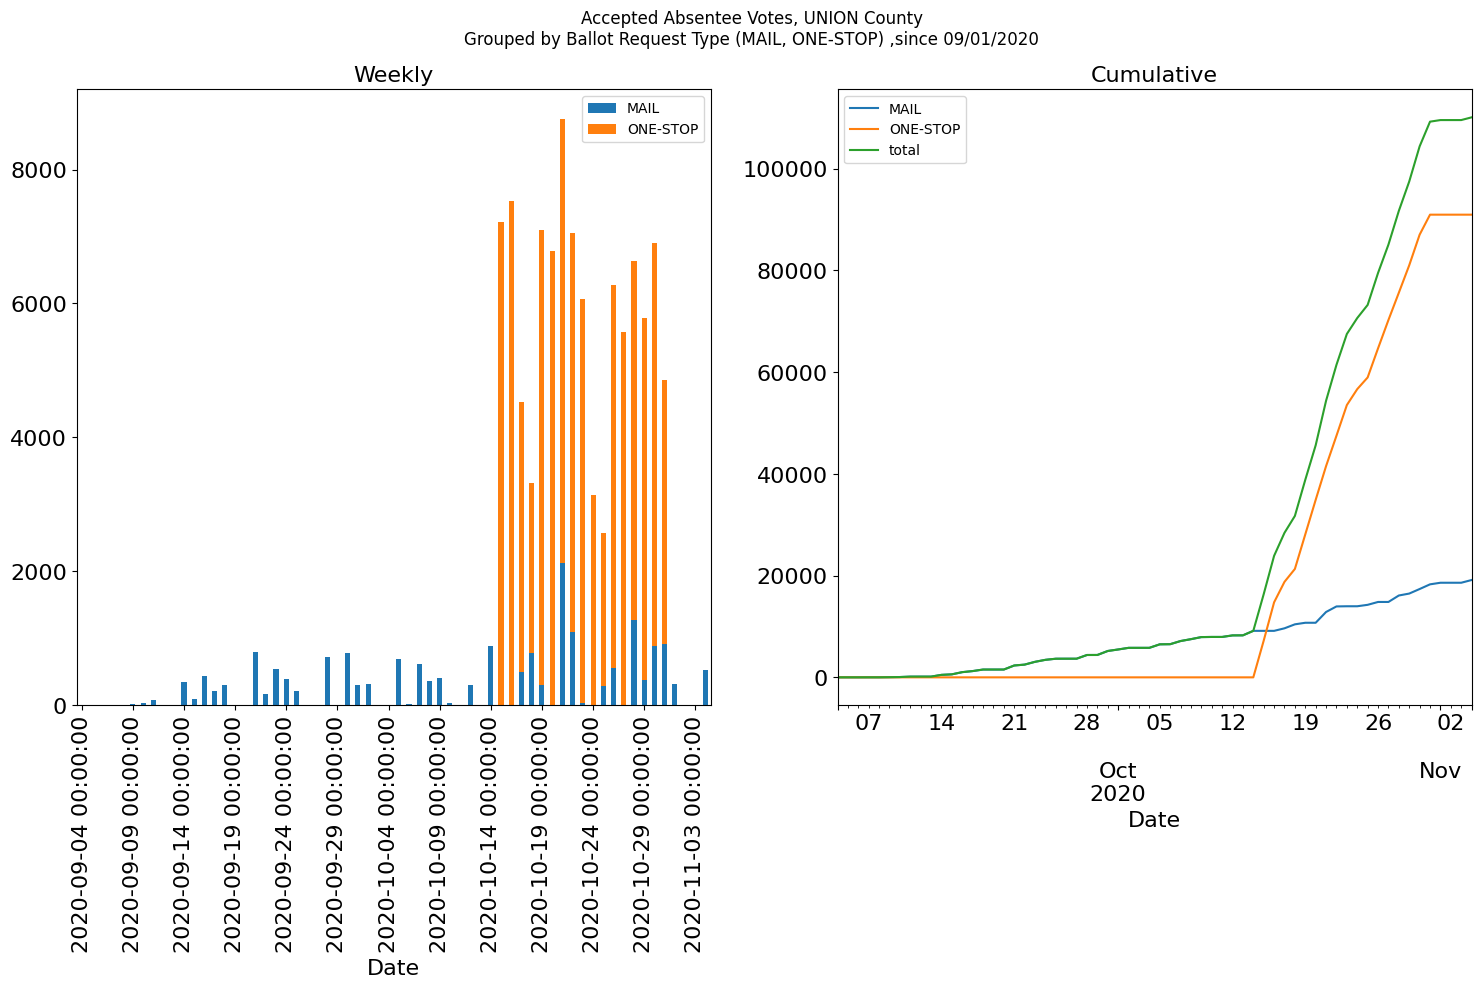 Accepted Absentee Votes, UNION County
Grouped by Ballot Request Type (MAIL, ONE-STOP) ,since 09/01/2020
Weekly
MAIL
ONE-STOP
8000
6000
4000
2000
0
2020-09-04 00:00:00
2020-09-09 00:00:00
2020-09-14 00:00:00
2020-09-19 00:00:00
2020-09-24 00:00:00
2020-09-29 00:00:00
2020-10-04 00:00:00
2020-10-09 00:00:00
2020-10-14 00:00:00
2020-10-19 00:00:00
2020-10-24 00:00:00
2020-10-29 00:00:00
2020-11-03 00:00:00
Date
Cumulative
MAIL
ONE-STOP
total
100000
80000
60000
40000
20000
0
07 14 21 28 05 12 19 26 02
Oct Nov
2020
Date